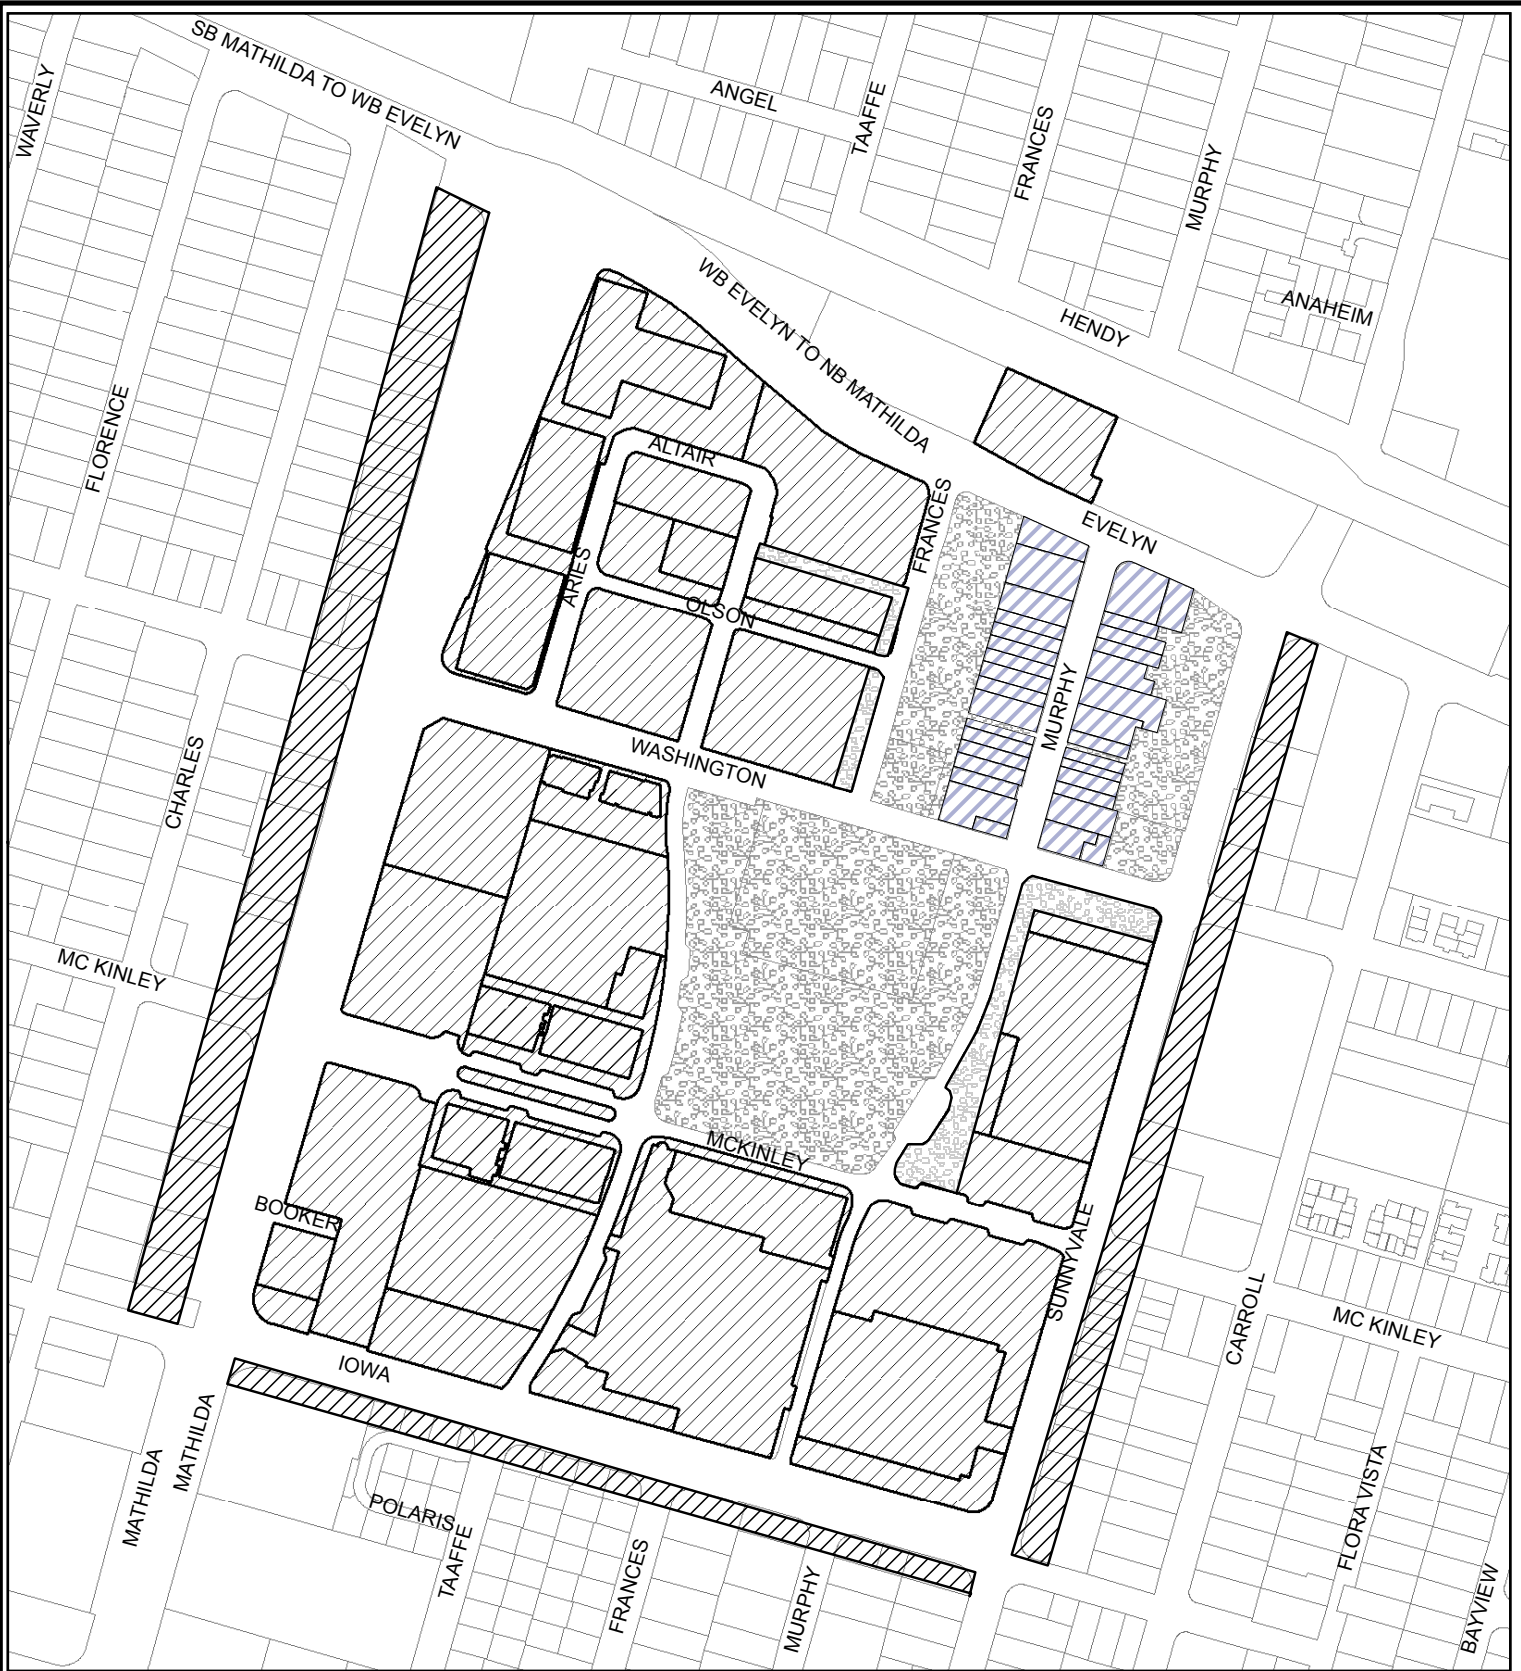 SB MATHILDA TO WB EVELYN
WAVERLY
ANGEL
TAAFFE
FRANCES
MURPHY
ANAHEIM
HENDY
WB EVELYN TO NB MATHILDA
FLORENCE
ALTAIR
FRANCES
EVELYN
ARIES
OLSON
MURPHY
WASHINGTON
CHARLES
MC KINLEY
MCKINLEY
BOOKER
SUNNYVALE
CARROLL
MC KINLEY
IOWA
MATHILDA
MATHILDA
POLARIS
TAAFFE
FRANCES
MURPHY
FLORA VISTA
BAYVIEW